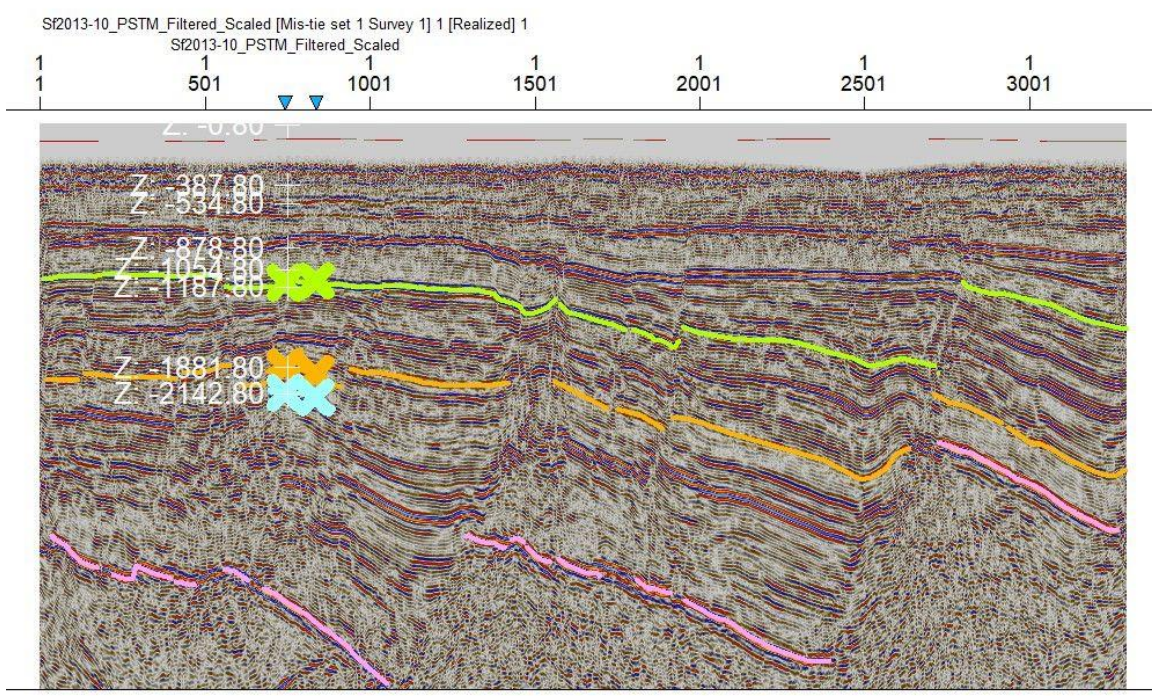 Sf2013-10_PSTM_Filtered_Scaled [Mis-tie set 1 Survey 1] 1 [Realized] 1
Sf2013-10_PSTM_Filtered_Scaled
1 1 1 1 1 1 1
1 501 1001 1501 2001 2501 3001
Z: -0.80
Z: -387.80
Z: -534.80
Z: -878.80
Z: -1034.80
Z: -1187.80
Z: -1881.80
Z: -2142.80